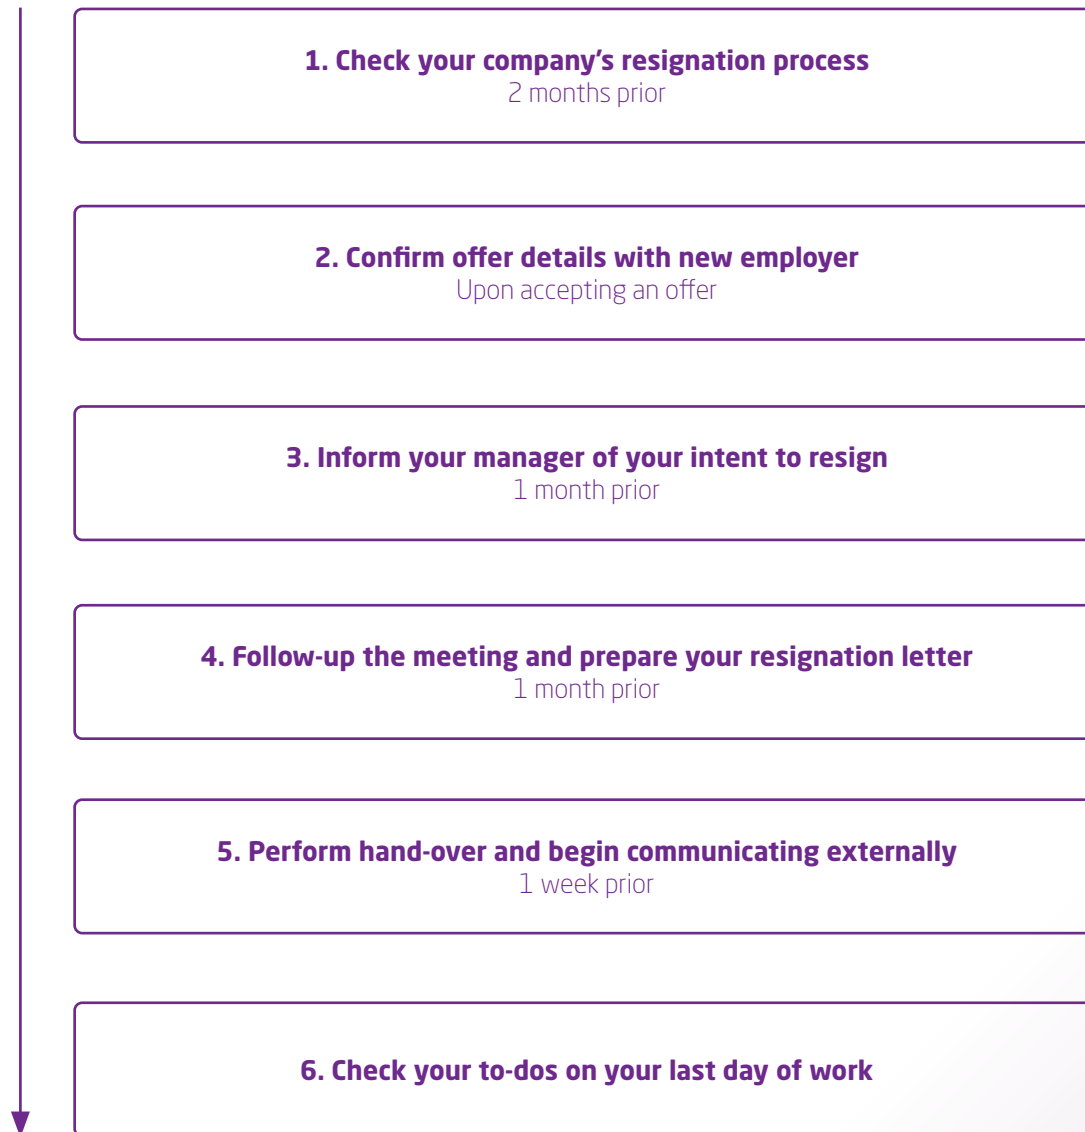 1. Check your company's resignation process
2 months prior
2. Confirm offer details with new employer
Upon accepting an offer
3. Inform your manager of your intent to resign
1 month prior
4. Follow-up the meeting and prepare your resignation letter
1 month prior
5. Perform hand-over and begin communicating externally
1 week prior
6. Check your to-dos on your last day of work